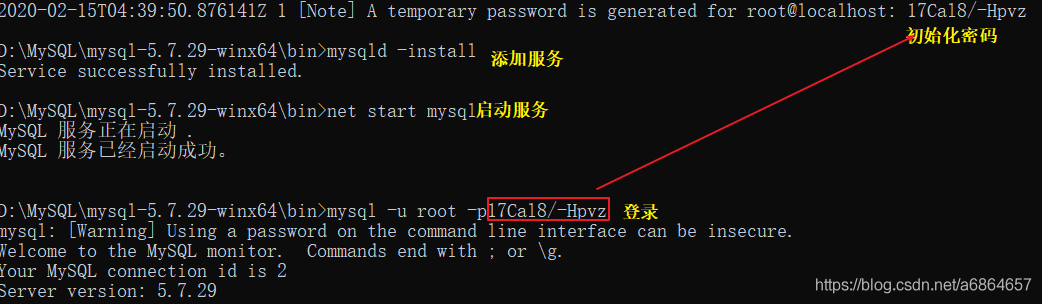 2020-02-15T04:39:50.876141Z 1 [Note] A temporary password is generated for root@localhost: 17Cal8/-Hpvz
初始化密码
D:\MySQL\mysql-5.7.29-winx64\bin>mysqld -install 添加服务
Service successfully installed.
D:\MySQL\mysql-5.7.29-winx64\bin>net start mysql启动服务
MySQL 服务正在启动 .
MySQL 服务已经启动成功。
D:\MySQL\mysql-5.7.29-winx64\bin>mysql -u root -p17Cal8/-Hpvz 登录
mysql: [Warning] Using a password on the command line interface can be insecure.
Welcome to the MySQL monitor.  Commands end with ; or \g.
Your MySQL connection id is 2
Server version: 5.7.29
https://blog.csdn.net/a6864657